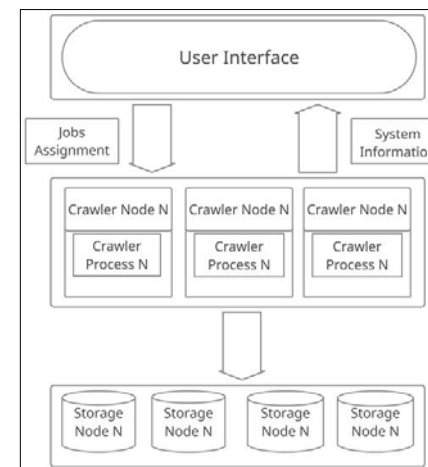 User Interface
Jobs
Assignment
System
Informatio
Crawler Node N
Crawler Node N
Crawler Node N
Crawler
Process N
Crawler
Process N
Crawler
Process N
Storage
Node N
Storage
Node N
Storage
Node N
Storage
Node N